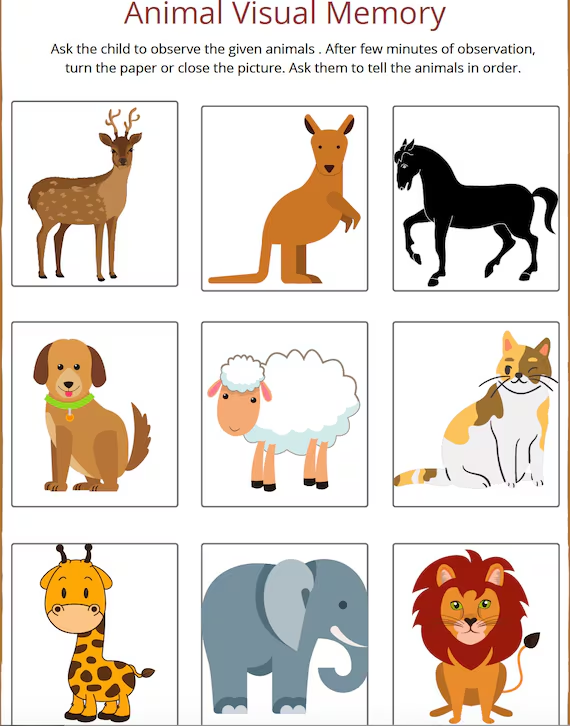 Animal Visual Memory
Ask the child to observe the given animals . After few minutes of observation,
turn the paper or close the picture. Ask them to tell the animals in order.